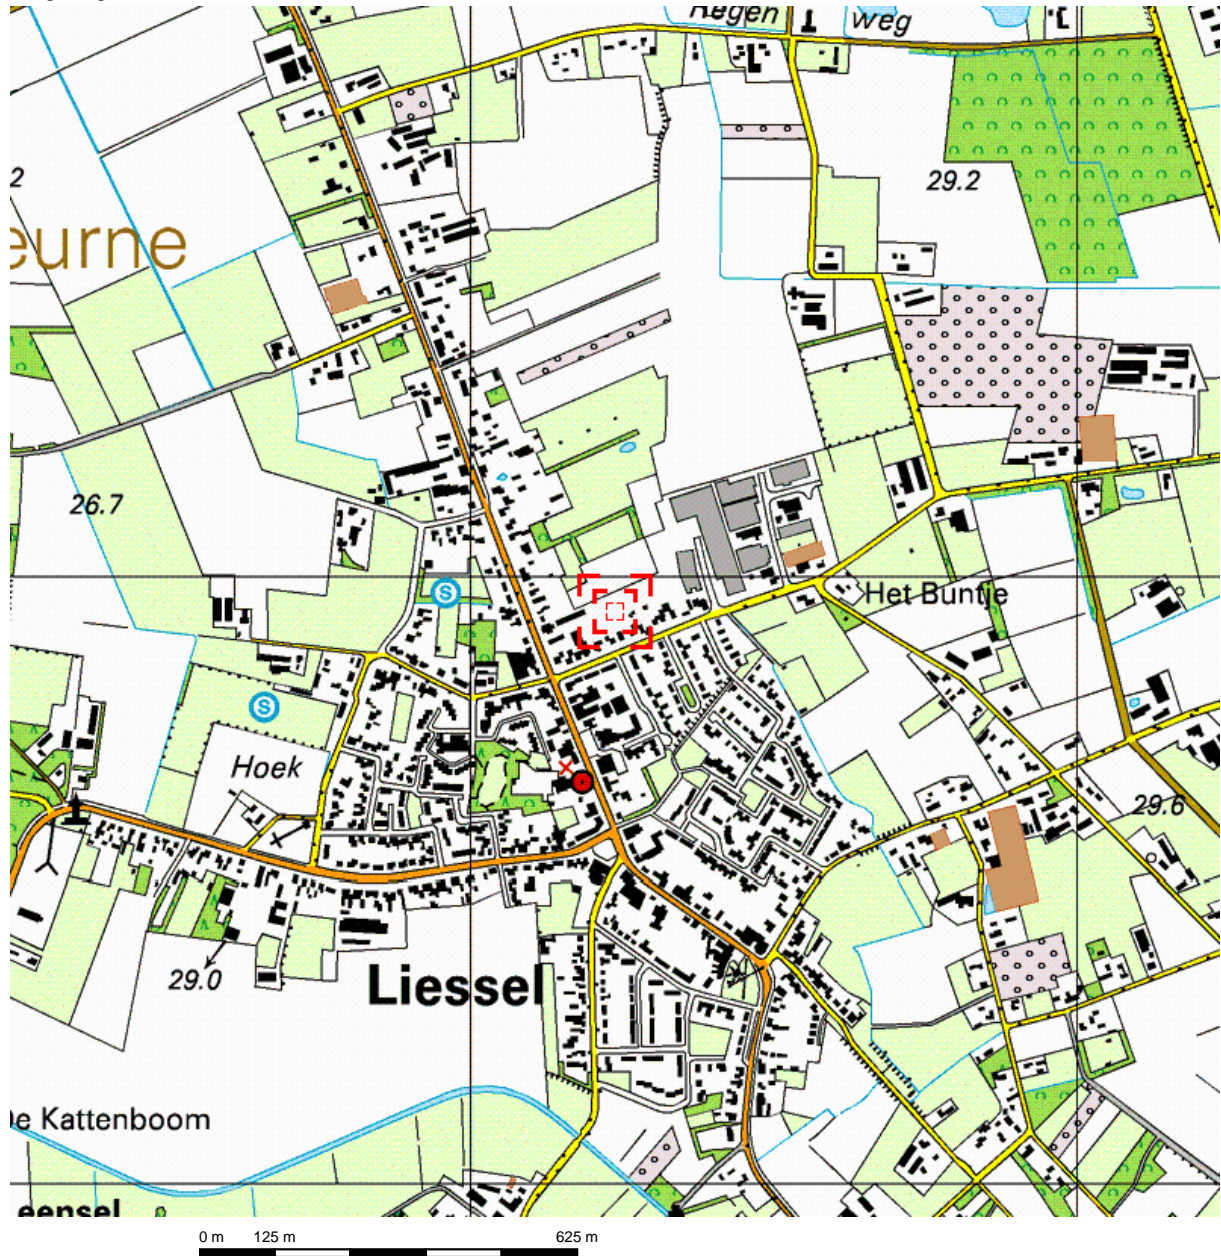 Regen weg
29.2
2
eurne
26.7
S
Het Buntje
S
Hoek
29.6
29.0
Liessel
e Kattenboom
eensel
0 m 125 m 625 m